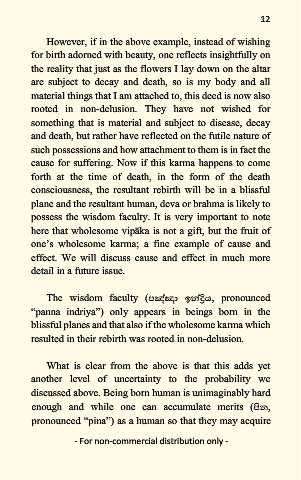 12
However, if in the above example, instead of wishing
for birth adorned with beauty, one reflects insightfully on
the reality that just as the flowers I lay down on the altar
are subject to decay and death, so is my body and all
material things that I am attached to, this deed is now also
rooted in non-delusion. They have not wished for
something that is material and subject to disease, decay
and death, but rather have reflected on the futile nature of
such possessions and how attachment to them is in fact the
cause for suffering. Now if this karma happens to come
forth at the time of death, in the form of the death
consciousness, the resultant rebirth will be in a blissful
plane and the resultant human, deva or brahma is likely to
possess the wisdom faculty. It is very important to note
here that wholesome vipāka is not a gift, but the fruit of
one’s wholesome karma; a fine example of cause and
effect. We will discuss cause and effect in much more
detail in a future issue.
The wisdom faculty (පඤ්ඤා ඉන්ද්‍රිය, pronounced
“panna indriya”) only appears in beings born in the
blissful planes and that also if the wholesome karma which
resulted in their rebirth was rooted in non-delusion.
What is clear from the above is that this adds yet
another level of uncertainty to the probability we
discussed above. Being born human is unimaginably hard
enough and while one can accumulate merits (පින,
pronounced “pina”) as a human so that they may acquire
- For non-commercial distribution only -